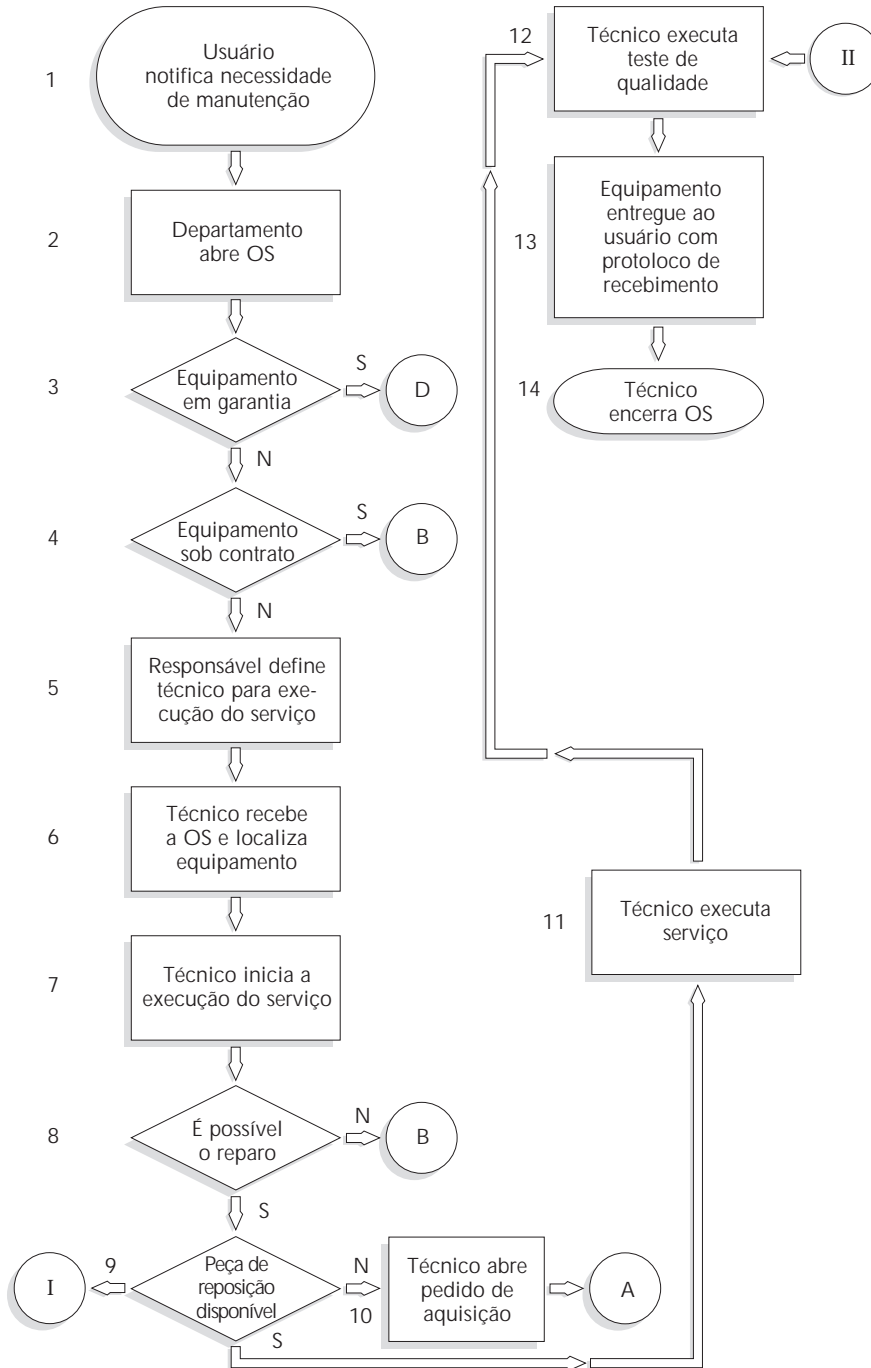 1
Usuário
notifica necessidade
de manutenção
2
Departamento
abre OS
3
Equipamento
em garantia
S
D
N
4
Equipamento
sob contrato
S
B
N
5
Responsável define
técnico para exe-
cução do serviço
6
Técnico recebe
a OS e localiza
equipamento
7
Técnico inicia a
execução do serviço
8
É possível
o reparo
N
B
S
I
9
Peça de
reposição
disponível
N
10
S
Técnico abre
pedido de
aquisição
A
11
Técnico executa
serviço
12
Técnico executa
teste de
qualidade
II
13
Equipamento
entregue ao
usuário com
protoloco de
recebimento
14
Técnico
encerra OS